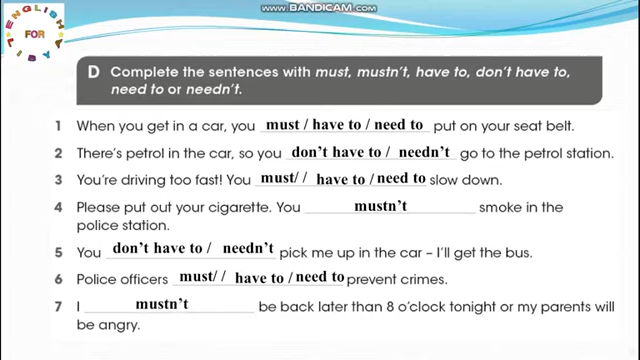 www.BANDICAM.com
ENGLISH
FOR
LIBYA
D Complete the sentences with must, mustn't, have to, don't have to,
need to or needn't.
1 When you get in a car, you must / have to / need to put on your seat belt.
2 There's petrol in the car, so you don't have to / needn't go to the petrol station.
3 You're driving too fast! You must/ / have to / need to slow down.
4 Please put out your cigarette. You mustn't smoke in the
police station.
5 You don't have to / needn't pick me up in the car – I'll get the bus.
6 Police officers must/ / have to / need to prevent crimes.
7 I mustn't be back later than 8 o'clock tonight or my parents will
be angry.